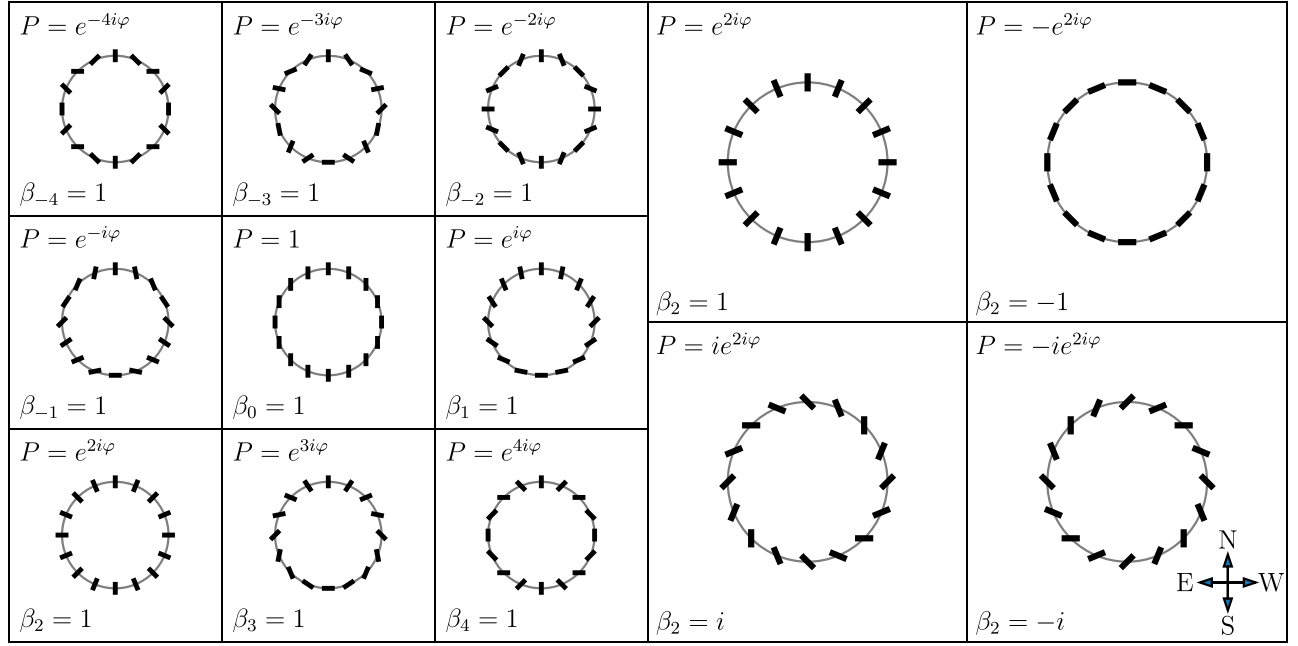 P = e^{-4iφ}
β_{-4} = 1
P = e^{-3iφ}
β_{-3} = 1
P = e^{-2iφ}
β_{-2} = 1
P = e^{-iφ}
β_{-1} = 1
P = 1
β_0 = 1
P = e^{iφ}
β_1 = 1
P = e^{2iφ}
β_2 = 1
P = e^{3iφ}
β_3 = 1
P = e^{4iφ}
β_4 = 1
P = e^{2iφ}
β_2 = 1
P = -e^{2iφ}
β_2 = -1
P = ie^{2iφ}
β_2 = i
P = -ie^{2iφ}
β_2 = -i
N
E W
S